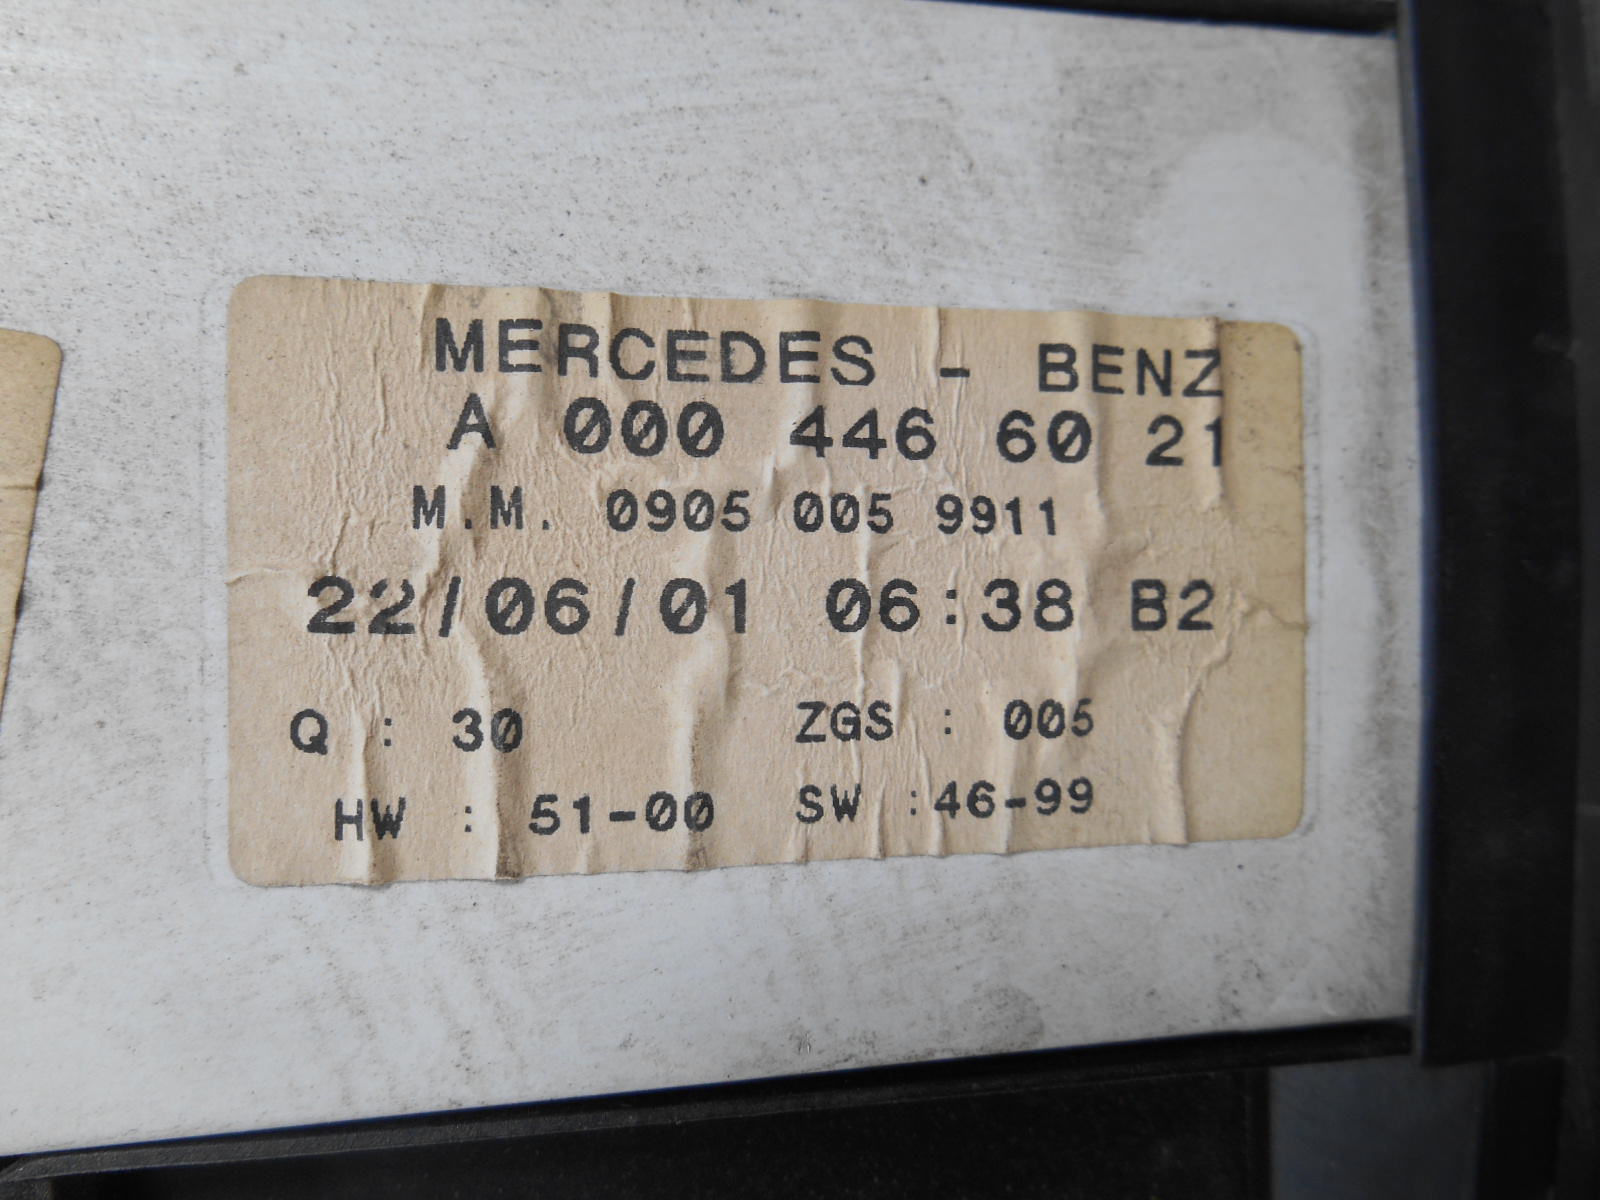 MERCEDES - BENZ
A 000 446 60 21
M.M. 0905 005 9911
22/06/01 06:38 B2
Q : 30 ZGS : 005
HW : 51-00 SW :46-99